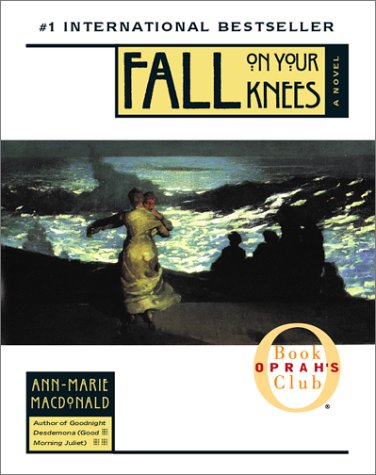 #1 INTERNATIONAL BESTSELLER
FALL
ON YOUR
KNEES
A NOVEL
Book
OPRAH'S
Club
®
ANN-MARIE
MACDONALD
Author of Goodnight
Desdemona (Good
Morning Juliet)